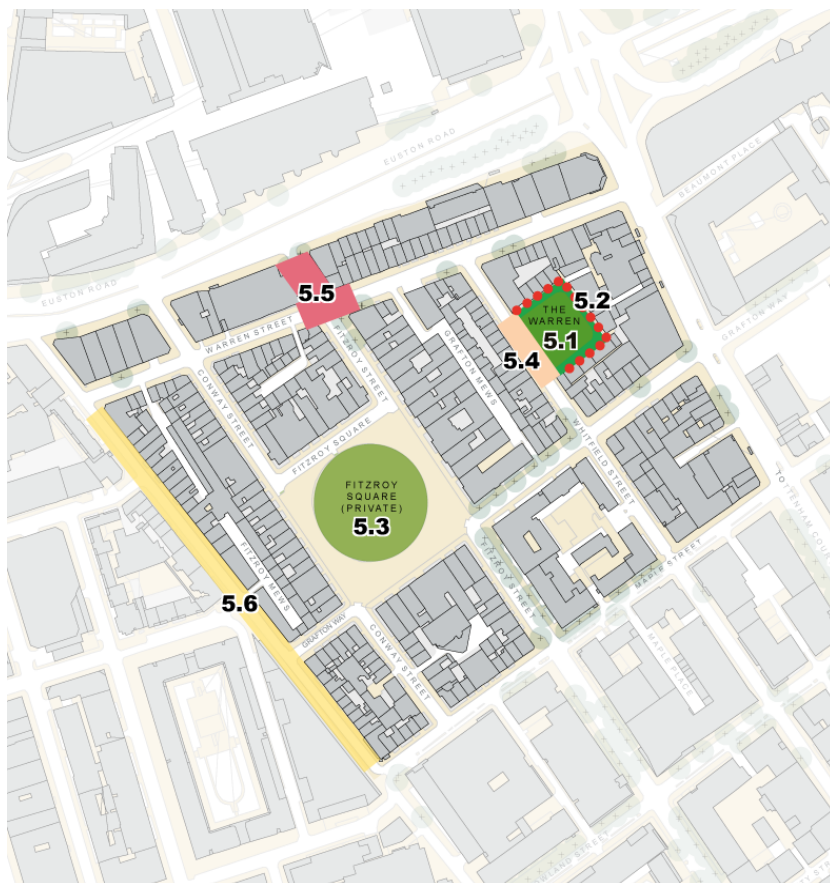 EUSTON ROAD
BEAUMONT PLACE
5.5
EUSTON ROAD
5.2
THE
WARREN
5.1
GRAFTON WAY
WARREN STREET
FITZROY STREET
GRAFTON MEWS
5.4
CONWAY STREET
FITZROY SQUARE
WHITFIELD STREET
FITZROY
SQUARE
(PRIVATE)
5.3
TOTTENHAM COU
FITZROY MEWS
FITZROY STREET
MAPLE STREET
5.6
GRAFTON WAY
CONWAY STREET
MAPLE PLACE